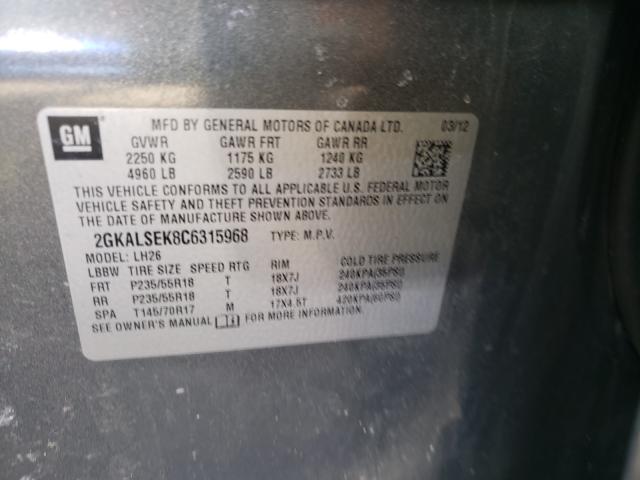 GM
MFD BY GENERAL MOTORS OF CANADA LTD. 03/12
GVWR GAWR FRT GAWR RR
2250 KG 1175 KG 1240 KG
4960 LB 2590 LB 2733 LB
THIS VEHICLE CONFORMS TO ALL APPLICABLE U.S. FEDERAL MOTOR
VEHICLE SAFETY AND THEFT PREVENTION STANDARDS IN EFFECT ON
THE DATE OF MANUFACTURE SHOWN ABOVE.
2GKALSEK8C6315968 TYPE: M.P.V.
MODEL: LH26
LBBW TIRE SIZE SPEED RTG RIM COLD TIRE PRESSURE
FRT P235/55R18 T 18X7J 240KPA(35PSI)
RR P235/55R18 T 18X7J 240KPA(35PSI)
SPA T145/70R17 M 17X4.5T 420KPA(60PSI)
SEE OWNER'S MANUAL FOR MORE INFORMATION.